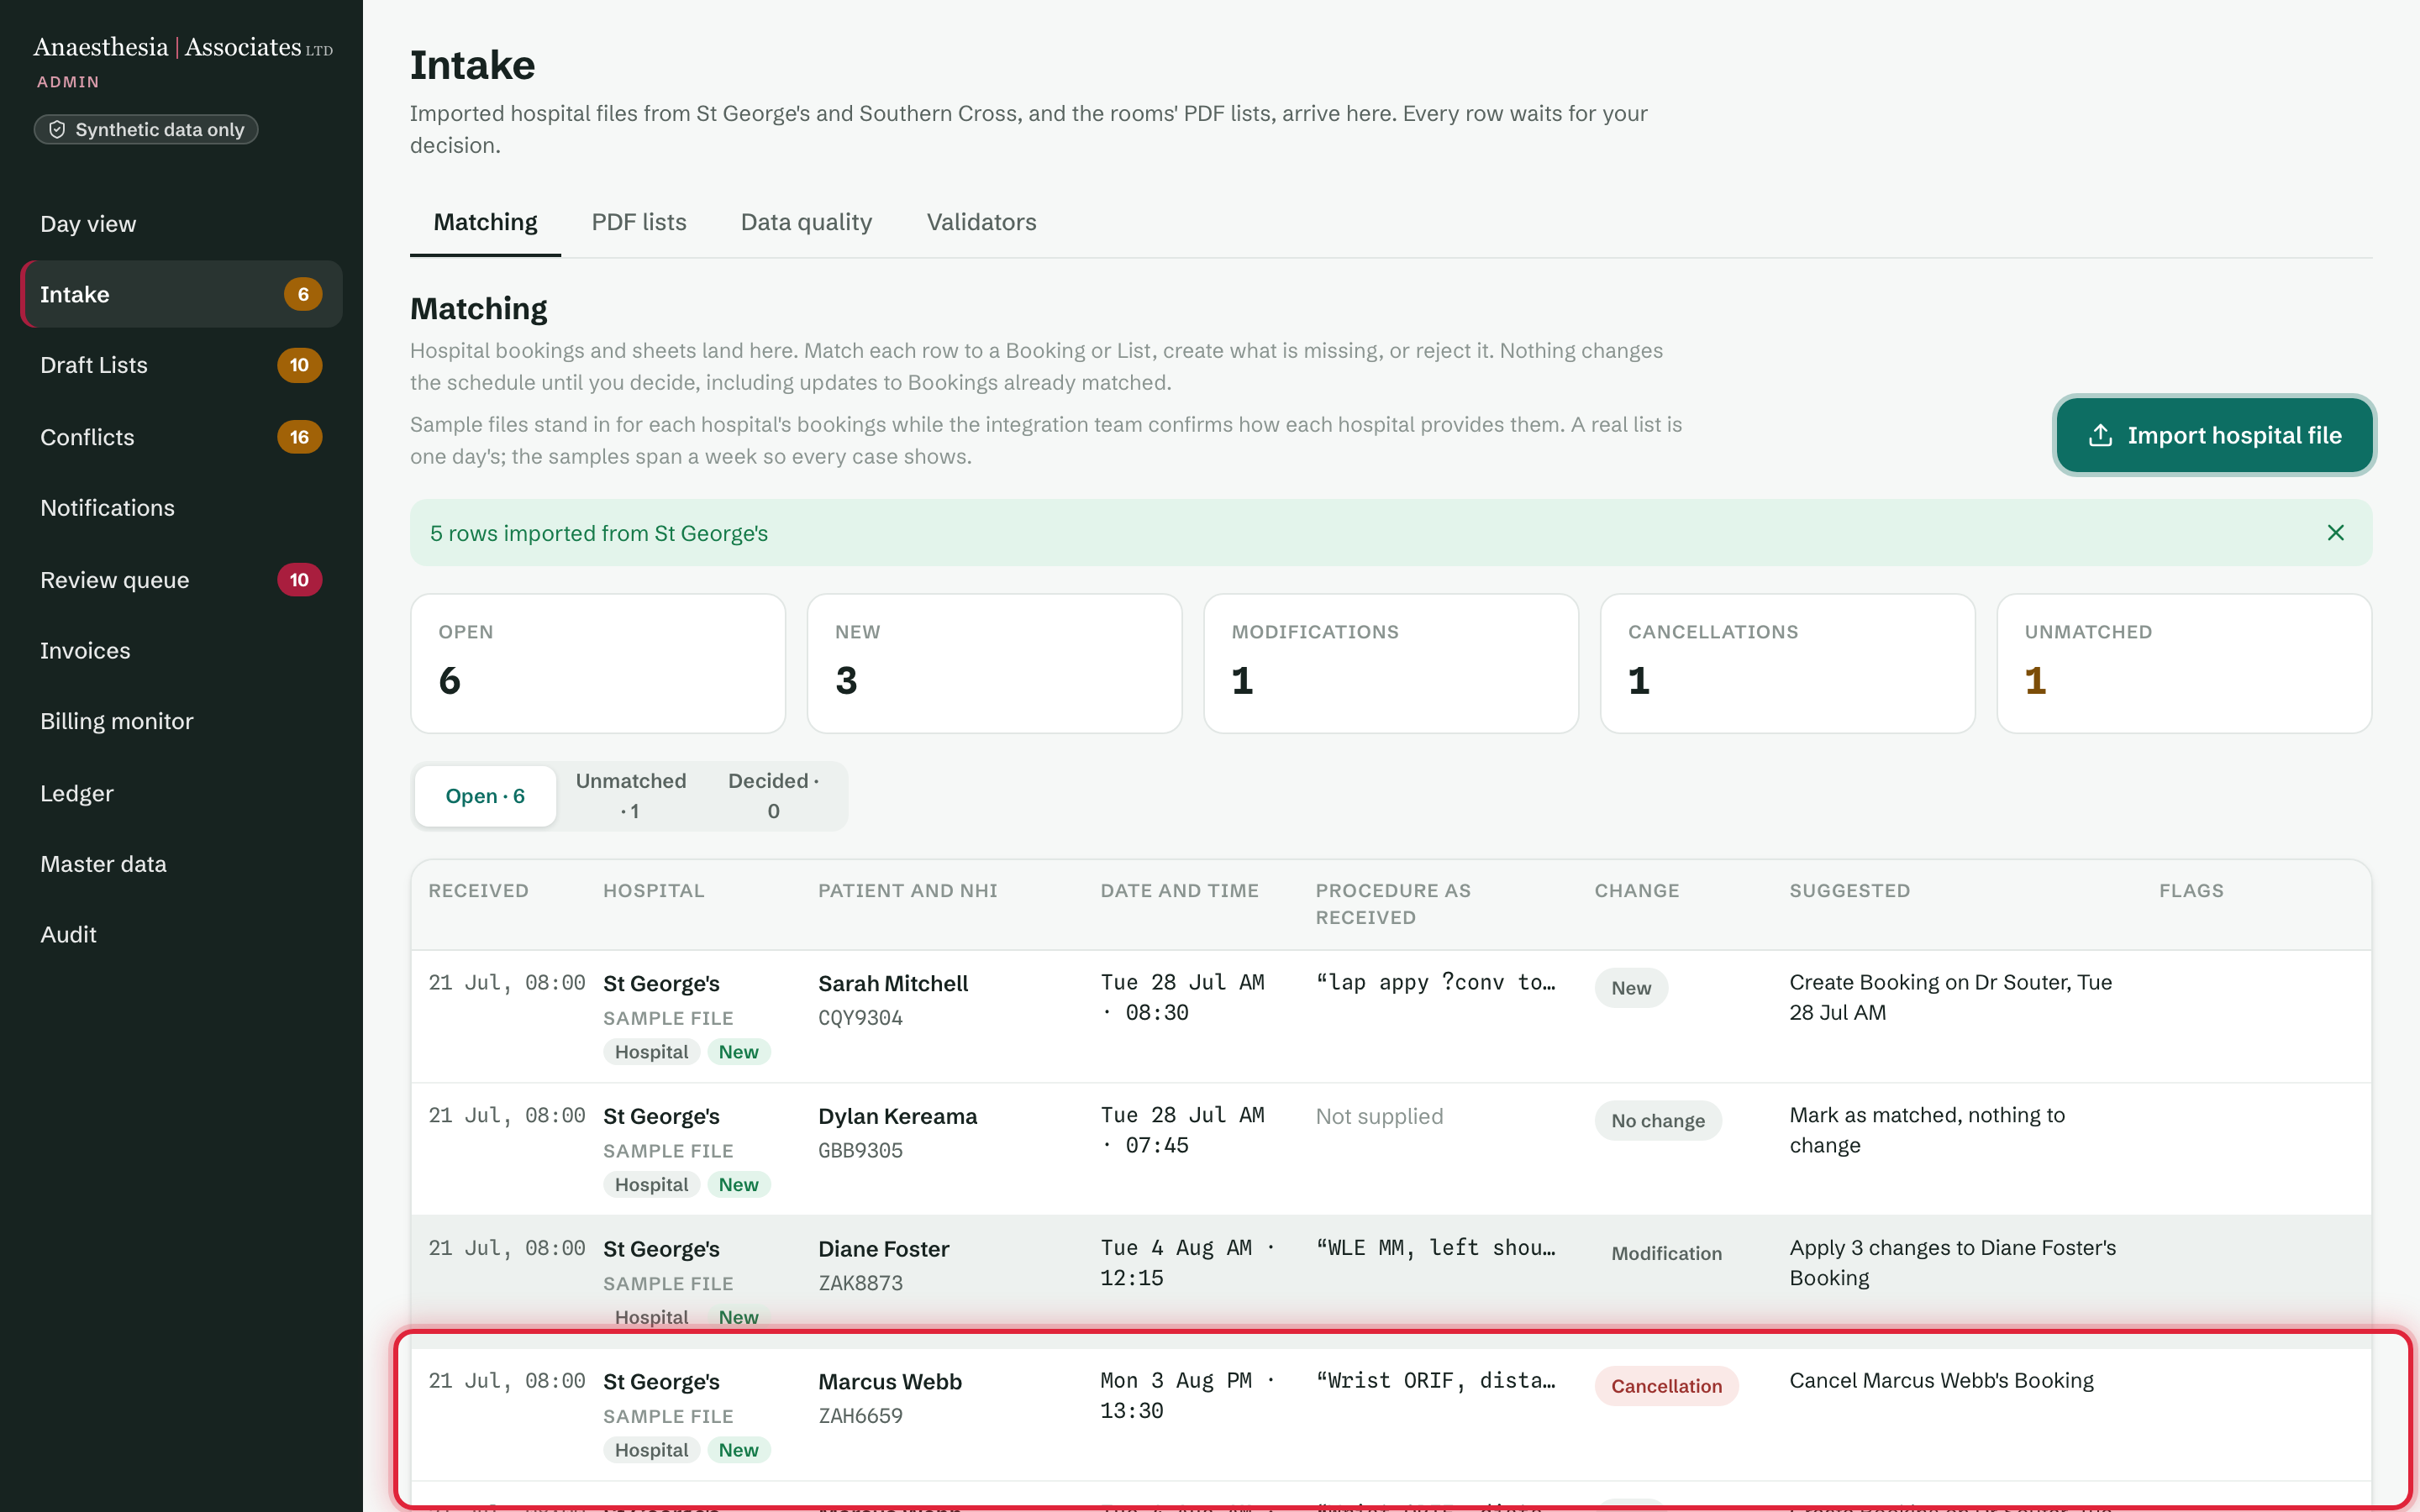 Anaesthesia | Associates LTD
ADMIN
Synthetic data only
Day view
Intake 6
Draft Lists 10
Conflicts 16
Notifications
Review queue 10
Invoices
Billing monitor
Ledger
Master data
Audit
Intake
Imported hospital files from St George's and Southern Cross, and the rooms' PDF lists, arrive here. Every row waits for your
decision.
Matching PDF lists Data quality Validators
Matching
Hospital bookings and sheets land here. Match each row to a Booking or List, create what is missing, or reject it. Nothing changes
the schedule until you decide, including updates to Bookings already matched.
Sample files stand in for each hospital's bookings while the integration team confirms how each hospital provides them. A real list is
one day's; the samples span a week so every case shows.
Import hospital file
5 rows imported from St George's
OPEN NEW MODIFICATIONS CANCELLATIONS UNMATCHED
6 3 1 1 1
Open · 6 Unmatched · 1 Decided · 0
RECEIVED HOSPITAL PATIENT AND NHI DATE AND TIME PROCEDURE AS RECEIVED CHANGE SUGGESTED FLAGS
21 Jul, 08:00 St George's Sarah Mitchell Tue 28 Jul AM “lap appy ?conv to… New Create Booking on Dr Souter, Tue
SAMPLE FILE CQY9304 · 08:30 28 Jul AM
Hospital New
21 Jul, 08:00 St George's Dylan Kereama Tue 28 Jul AM Not supplied No change Mark as matched, nothing to
SAMPLE FILE GBB9305 · 07:45 change
Hospital New
21 Jul, 08:00 St George's Diane Foster Tue 4 Aug AM · “WLE MM, left shou… Modification Apply 3 changes to Diane Foster's
SAMPLE FILE ZAK8873 12:15 Booking
Hospital New
21 Jul, 08:00 St George's Marcus Webb Mon 3 Aug PM · “Wrist ORIF, dista… Cancellation Cancel Marcus Webb's Booking
SAMPLE FILE ZAH6659 13:30
Hospital New